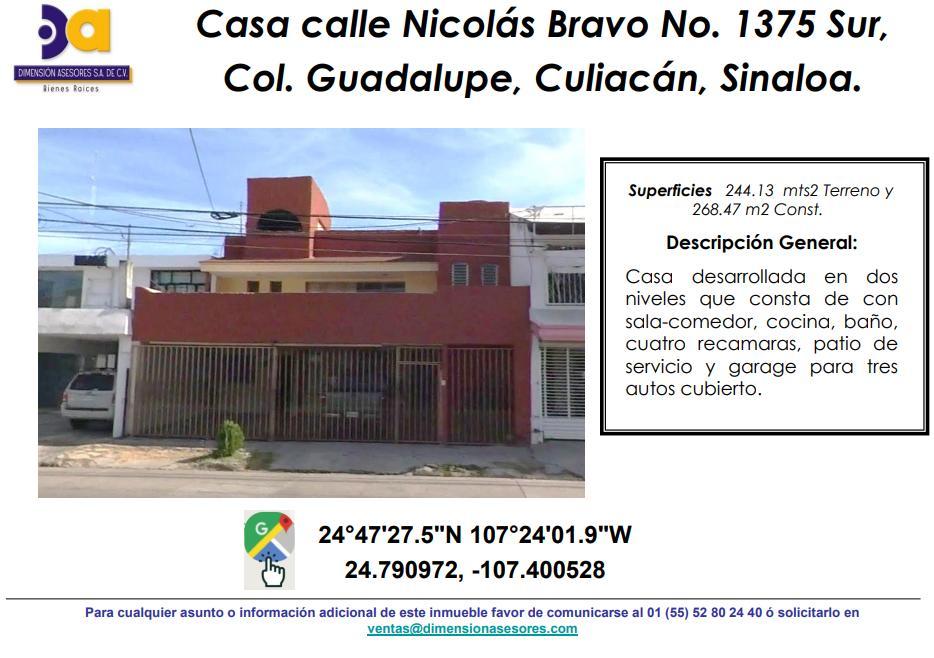 DIMENSIÓN ASESORES S.A. DE C.V.
Bienes Raíces
Casa calle Nicolás Bravo No. 1375 Sur,
Col. Guadalupe, Culiacán, Sinaloa.
Superficies 244.13 mts2 Terreno y
268.47 m2 Const.
Descripción General:
Casa desarrollada en dos
niveles que consta de con
sala-comedor, cocina, baño,
cuatro recamaras, patio de
servicio y garage para tres
autos cubierto.
G
24°47'27.5"N 107°24'01.9"W
24.790972, -107.400528
Para cualquier asunto o información adicional de este inmueble favor de comunicarse al 01 (55) 52 80 24 40 ó solicitarlo en
ventas@dimensionasesores.com